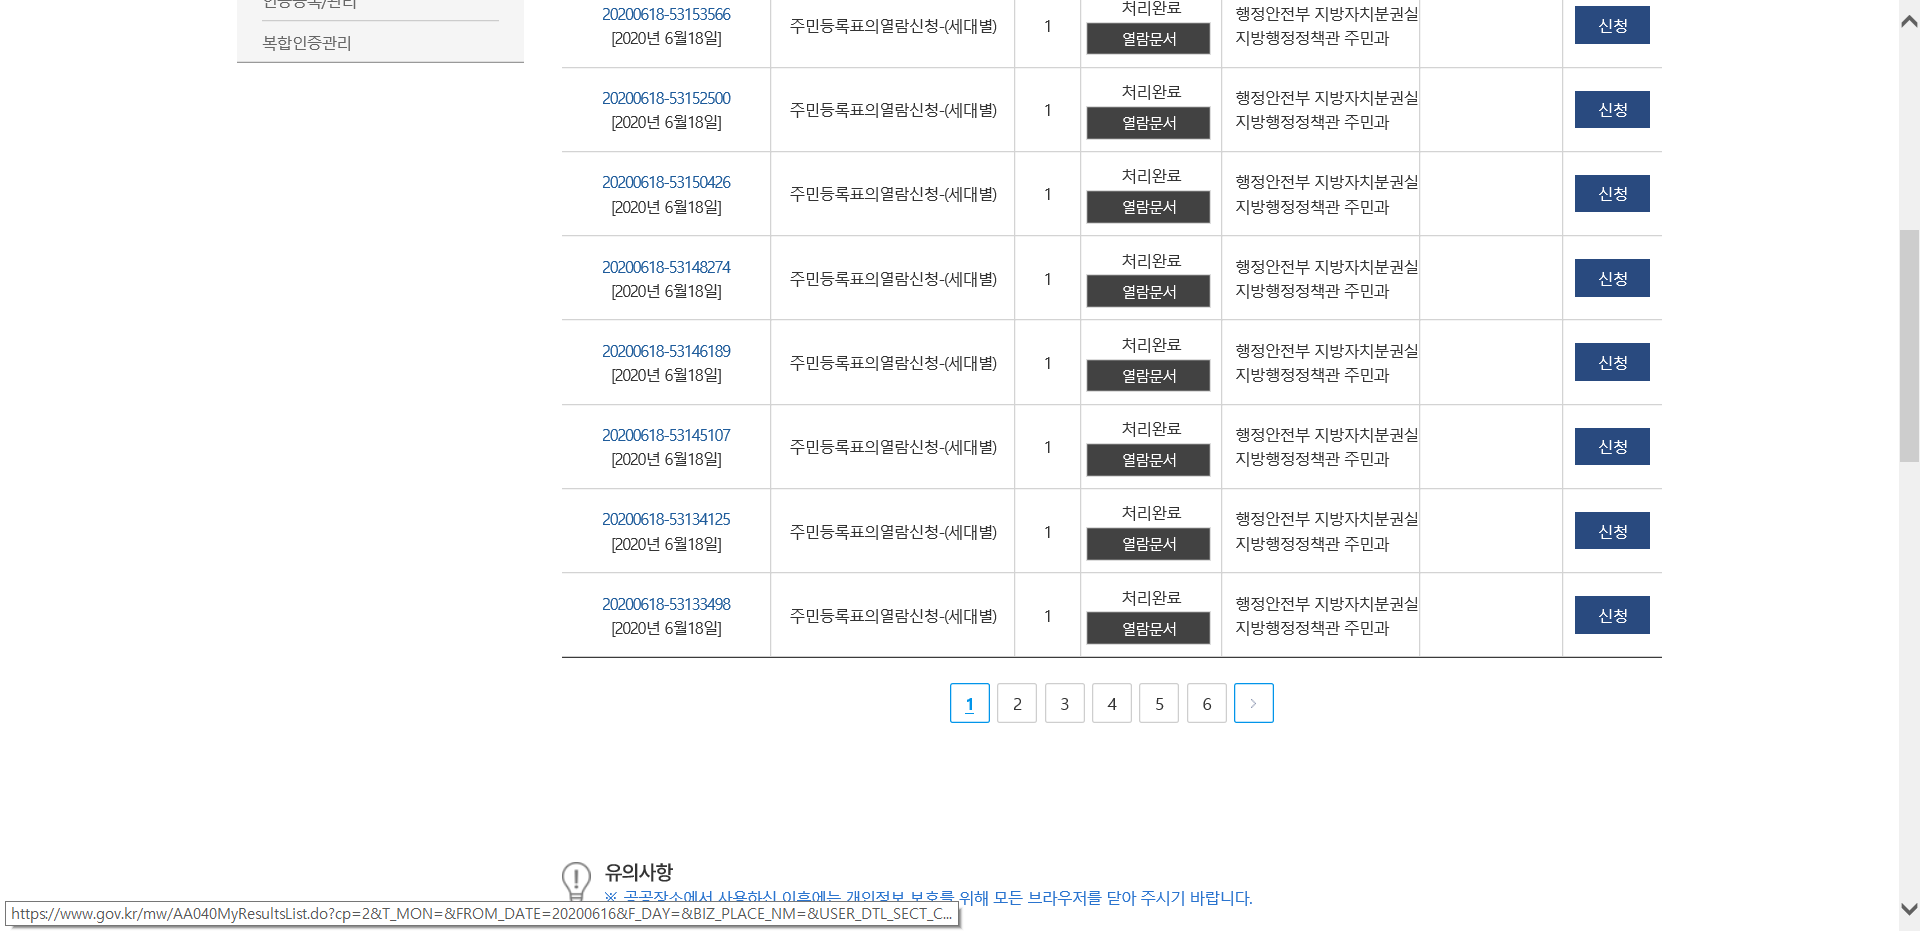 인증등록/관리
복합인증관리
20200618-53153566
[2020년 6월18일]
주민등록표의열람신청-(세대별)
1
처리완료
열람문서
행정안전부 지방자치분권실
지방행정정책관 주민과
신청
20200618-53152500
[2020년 6월18일]
주민등록표의열람신청-(세대별)
1
처리완료
열람문서
행정안전부 지방자치분권실
지방행정정책관 주민과
신청
20200618-53150426
[2020년 6월18일]
주민등록표의열람신청-(세대별)
1
처리완료
열람문서
행정안전부 지방자치분권실
지방행정정책관 주민과
신청
20200618-53148274
[2020년 6월18일]
주민등록표의열람신청-(세대별)
1
처리완료
열람문서
행정안전부 지방자치분권실
지방행정정책관 주민과
신청
20200618-53146189
[2020년 6월18일]
주민등록표의열람신청-(세대별)
1
처리완료
열람문서
행정안전부 지방자치분권실
지방행정정책관 주민과
신청
20200618-53145107
[2020년 6월18일]
주민등록표의열람신청-(세대별)
1
처리완료
열람문서
행정안전부 지방자치분권실
지방행정정책관 주민과
신청
20200618-53134125
[2020년 6월18일]
주민등록표의열람신청-(세대별)
1
처리완료
열람문서
행정안전부 지방자치분권실
지방행정정책관 주민과
신청
20200618-53133498
[2020년 6월18일]
주민등록표의열람신청-(세대별)
1
처리완료
열람문서
행정안전부 지방자치분권실
지방행정정책관 주민과
신청
1 2 3 4 5 6 >
유의사항
※ 공공장소에서 사용하신 이후에는 개인정보 보호를 위해 모든 브라우저를 닫아 주시기 바랍니다.
https://www.gov.kr/mw/AA040MyResultsList.do?cp=2&T_MON=&FROM_DATE=20200616&F_DAY=&BIZ_PLACE_NM=&USER_DTL_SECT_C...